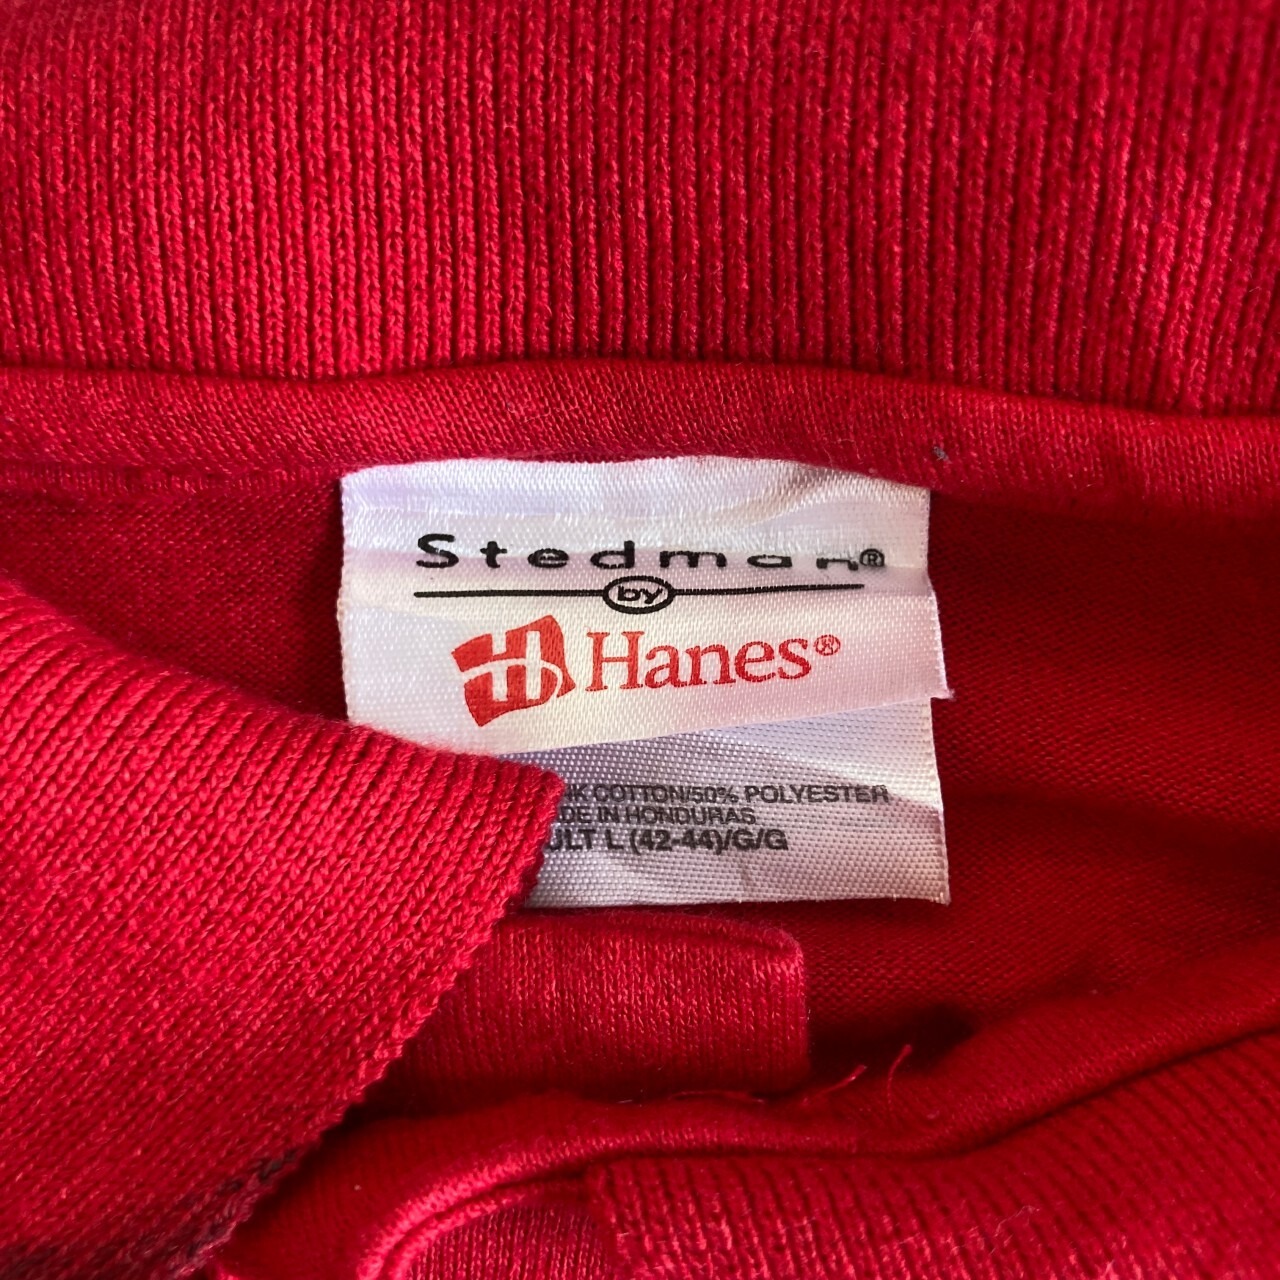 Stedman®
by
Hanes®
COTTON/50% POLYESTER
IN HONDURAS
L (42-44)/G/G